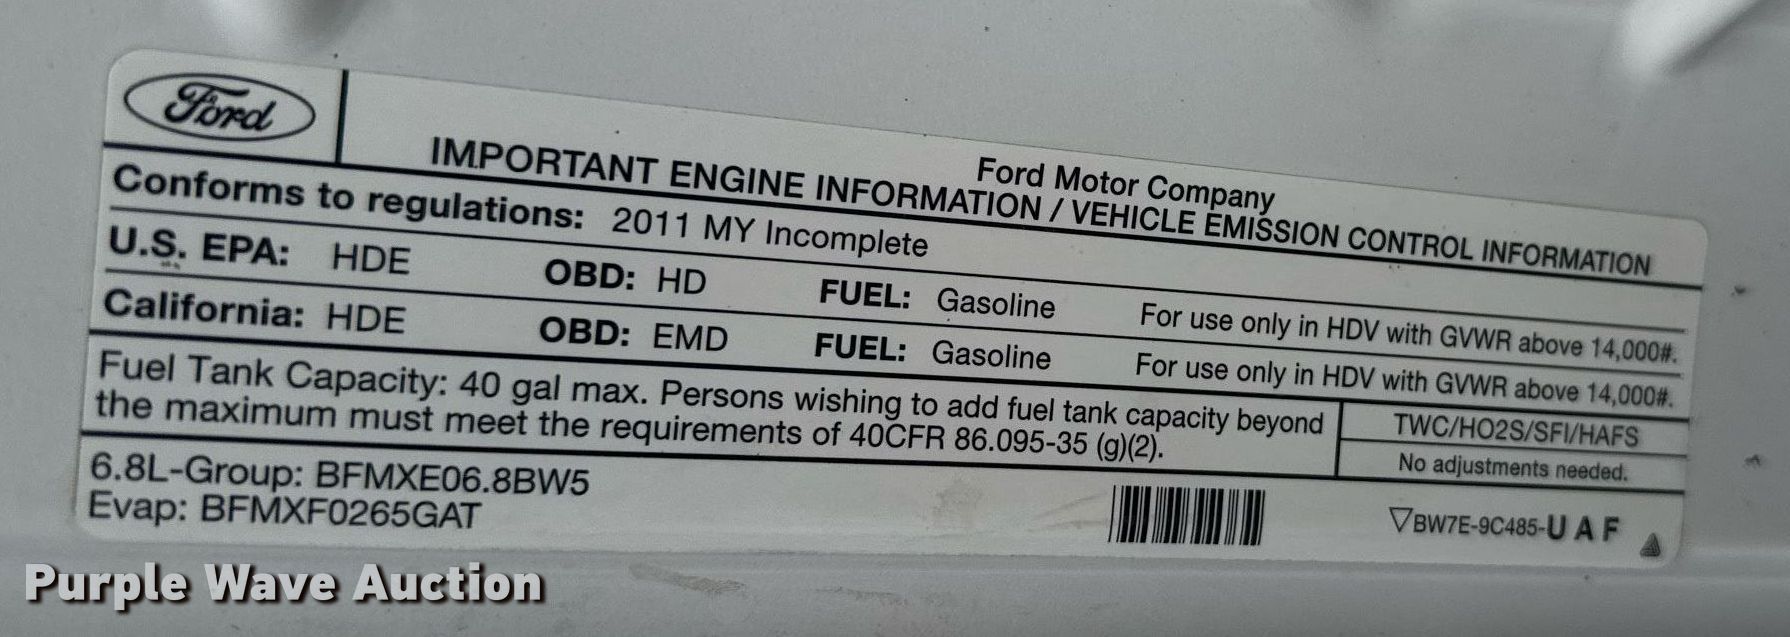 Ford
Ford Motor Company
IMPORTANT ENGINE INFORMATION / VEHICLE EMISSION CONTROL INFORMATION
Conforms to regulations: 2011 MY Incomplete
U.S. EPA: HDE OBD: HD FUEL: Gasoline For use only in HDV with GVWR above 14,000#.
California: HDE OBD: EMD FUEL: Gasoline For use only in HDV with GVWR above 14,000#.
Fuel Tank Capacity: 40 gal max. Persons wishing to add fuel tank capacity beyond
the maximum must meet the requirements of 40CFR 86.095-35 (g)(2).
TWC/HO2S/SFI/HAFS
No adjustments needed.
6.8L-Group: BFMXE06.8BW5
Evap: BFMXF0265GAT
▽BW7E-9C485-U A F
Purple Wave Auction